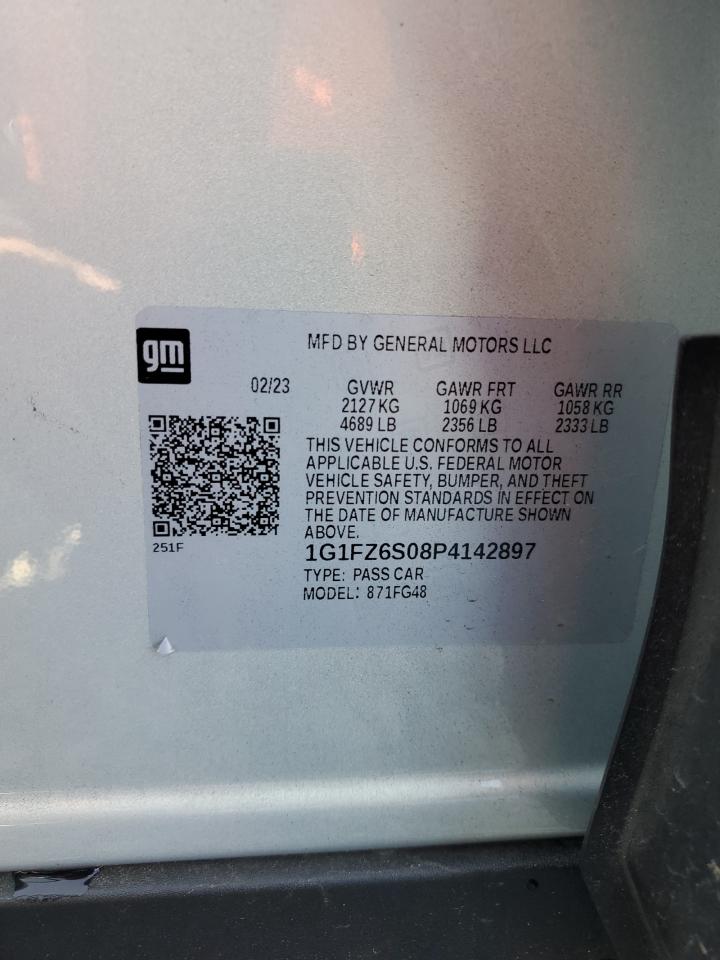 gm
MFD BY GENERAL MOTORS LLC
02/23 GVWR GAWR FRT GAWR RR
2127 KG 1069 KG 1058 KG
4689 LB 2356 LB 2333 LB
THIS VEHICLE CONFORMS TO ALL
APPLICABLE U.S. FEDERAL MOTOR
VEHICLE SAFETY, BUMPER, AND THEFT
PREVENTION STANDARDS IN EFFECT ON
THE DATE OF MANUFACTURE SHOWN
ABOVE.
251F
1G1FZ6S08P4142897
TYPE: PASS CAR
MODEL: 871FG48